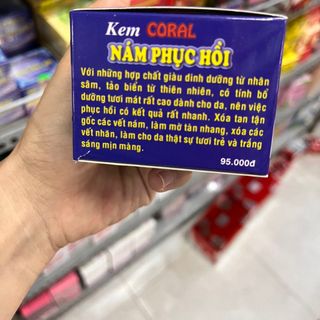 Kem CORAL
NÁM PHỤC HỒI
Với những hợp chất giàu dinh dưỡng từ nhân
sâm, tảo biển từ thiên nhiên, có tính bổ
dưỡng tươi mát rất cao dành cho da, nên việc
phục hồi có kết quả rất nhanh. Xóa tan tận
gốc các vết nám, làm mờ tàn nhang, xóa các
vết nhăn, làm cho da thật sự tươi trẻ và trắng
sáng mịn màng.
95.000đ